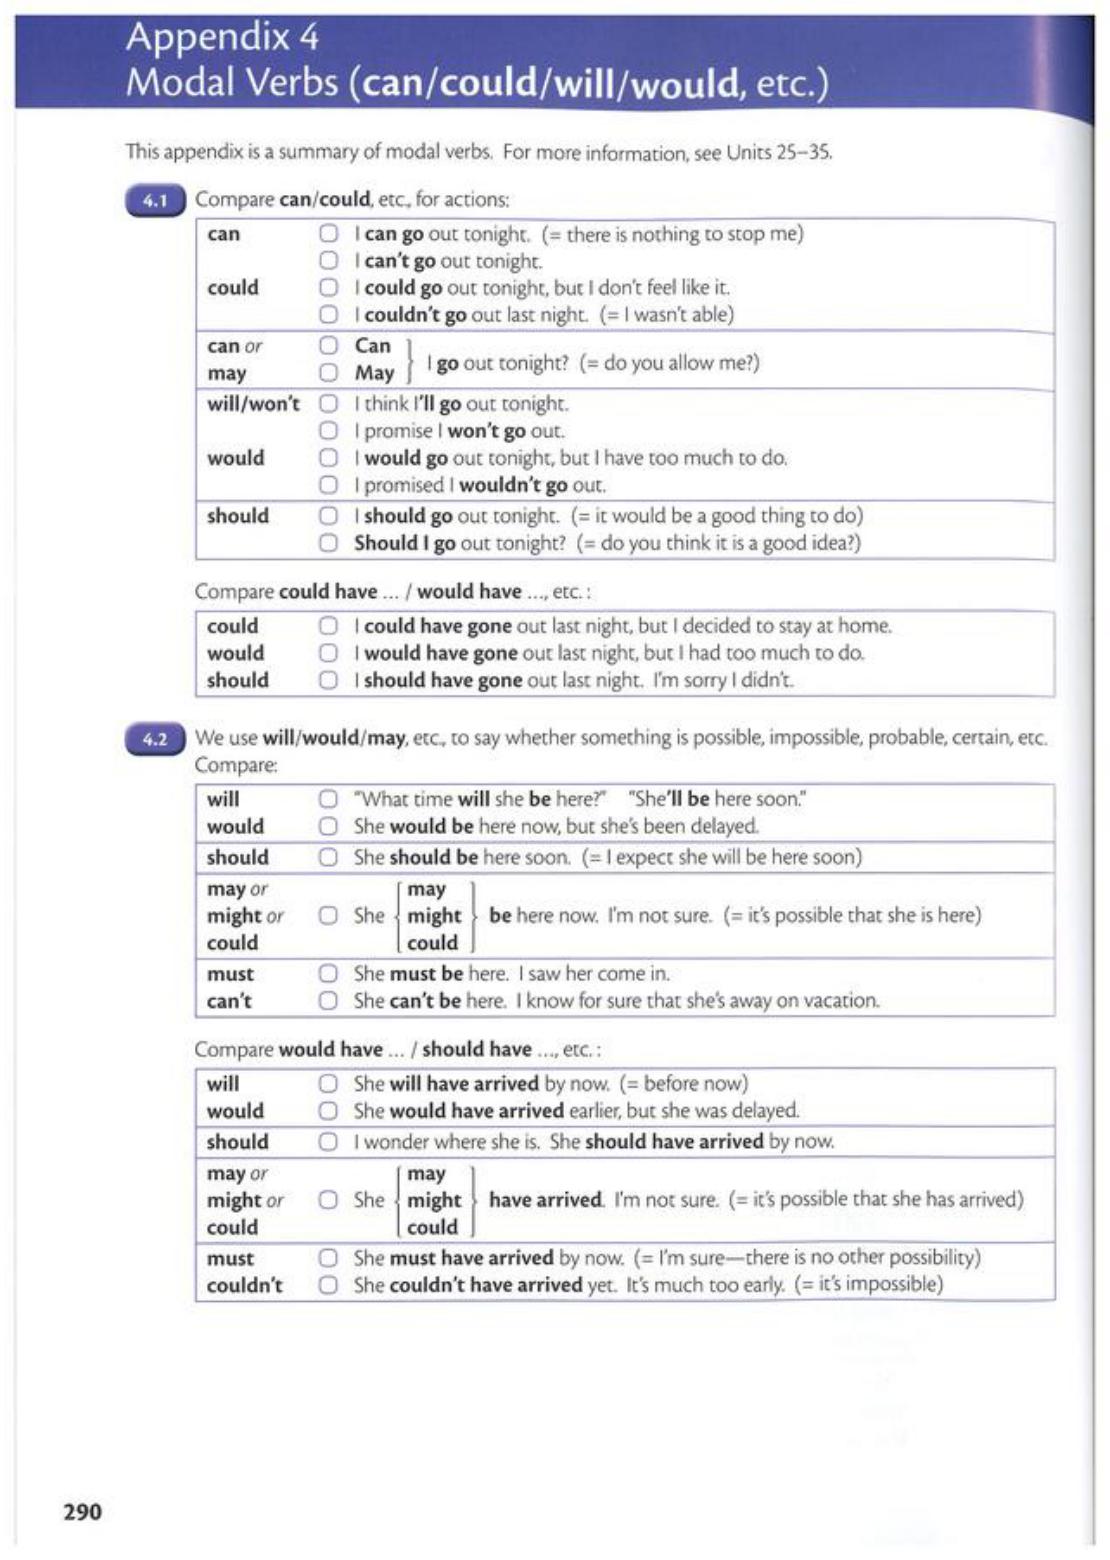 Appendix 4
Modal Verbs (can/could/will/would, etc.)
This appendix is a summary of modal verbs. For more information, see Units 25–35.
4.1 Compare can/could, etc., for actions:
can I can go out tonight. (= there is nothing to stop me)
I can't go out tonight.
could I could go out tonight, but I don't feel like it.
I couldn't go out last night. (= I wasn't able)
can or Can
I go out tonight? (= do you allow me?)
may May
will/won't I think I'll go out tonight.
I promise I won't go out.
would I would go out tonight, but I have too much to do.
I promised I wouldn't go out.
should I should go out tonight. (= it would be a good thing to do)
Should I go out tonight? (= do you think it is a good idea?)
Compare could have ... / would have ..., etc. :
could I could have gone out last night, but I decided to stay at home.
would I would have gone out last night, but I had too much to do.
should I should have gone out last night. I'm sorry I didn't.
4.2 We use will/would/may, etc., to say whether something is possible, impossible, probable, certain, etc.
Compare:
will "What time will she be here?" "She'll be here soon."
would She would be here now, but she's been delayed.
should She should be here soon. (= I expect she will be here soon)
may or may
might or She might be here now. I'm not sure. (= it's possible that she is here)
could could
must She must be here. I saw her come in.
can't She can't be here. I know for sure that she's away on vacation.
Compare would have ... / should have ..., etc. :
will She will have arrived by now. (= before now)
would She would have arrived earlier, but she was delayed.
should I wonder where she is. She should have arrived by now.
may or may
might or She might have arrived. I'm not sure. (= it's possible that she has arrived)
could could
must She must have arrived by now. (= I'm sure—there is no other possibility)
couldn't She couldn't have arrived yet. It's much too early. (= it's impossible)
290